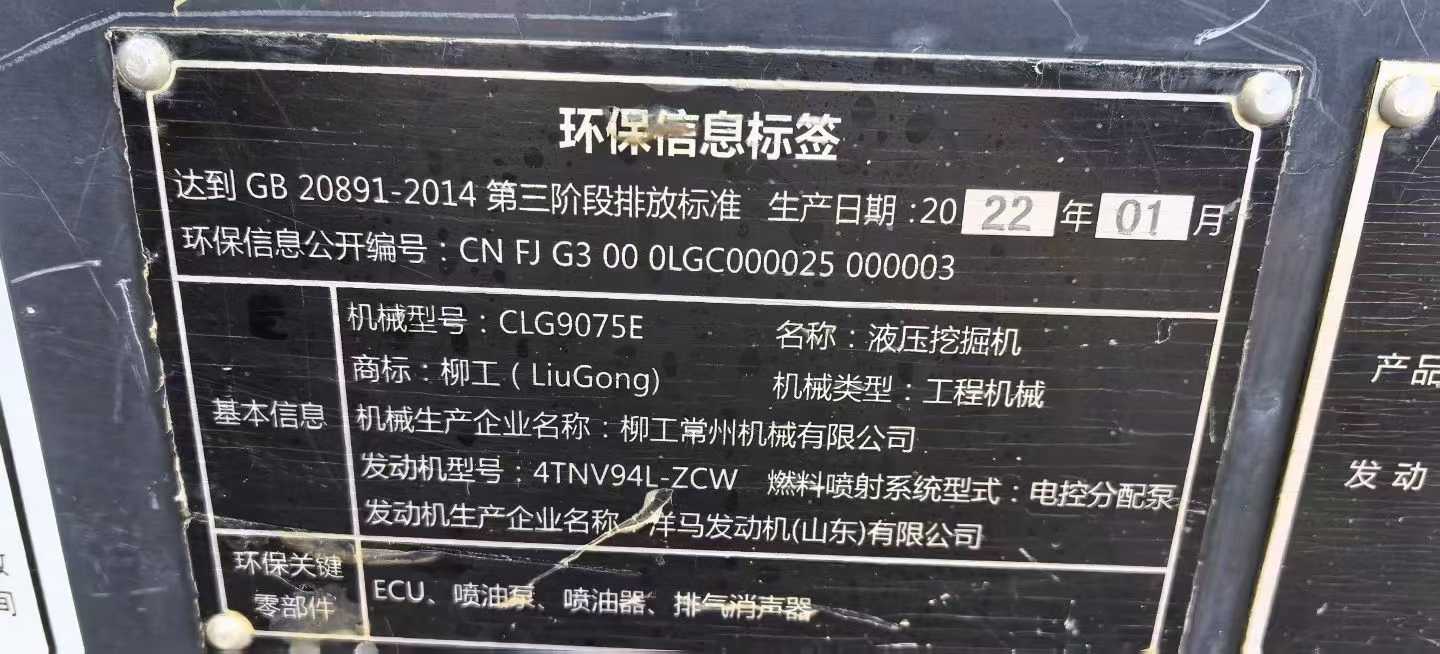 环保信息标签
达到 GB 20891-2014 第三阶段排放标准 生产日期：2022年01月
环保信息公开编号：CN FJ G3 00 0LGC000025 000003
机械型号：CLG9075E 名称：液压挖掘机
商标：柳工（LiuGong) 机械类型：工程机械
基本信息
机械生产企业名称：柳工常州机械有限公司
发动机型号：4TNV94L-ZCW 燃料喷射系统型式：电控分配泵
发动机生产企业名称：洋马发动机(山东)有限公司
环保关键
零部件
ECU、喷油泵、喷油器、排气消声器
产品
发动
间